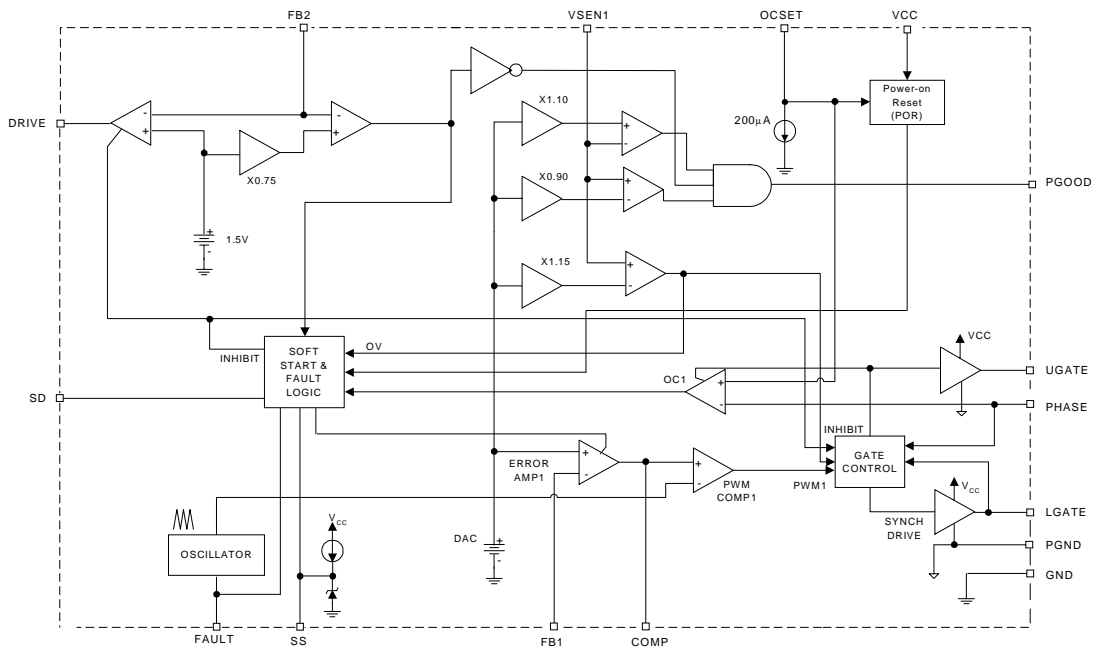 FB2
VSEN1
OCSET
VCC
DRIVE
-
+
-
+
X0.75
1.5V
+
-
X1.10
+
-
X0.90
+
-
X1.15
+
-
200µA
Power-on
Reset
(POR)
PGOOD
INHIBIT
SOFT
START &
FAULT
LOGIC
OV
OC1
+
-
VCC
UGATE
SD
PHASE
INHIBIT
GATE
CONTROL
ERROR
AMP1
+
-
+
-
PWM
COMP1
PWM1
VCC
SYNCH
DRIVE
LGATE
PGND
GND
OSCILLATOR
VCC
DAC
+
-
FAULT
SS
FB1
COMP